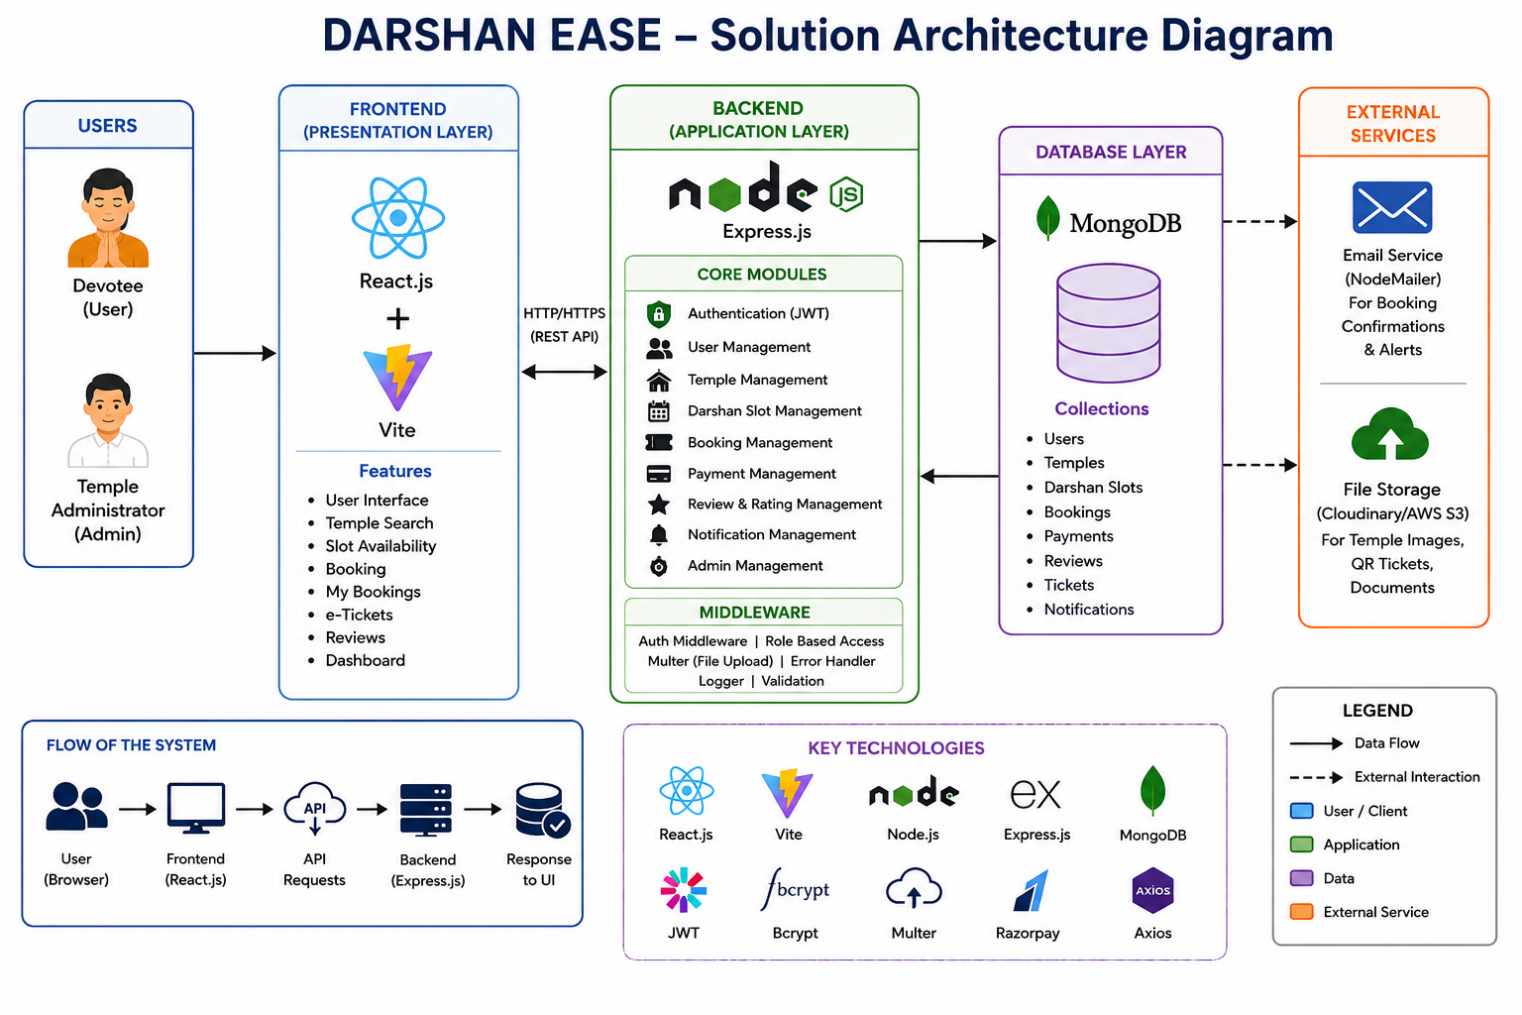 DARSHAN EASE – Solution Architecture Diagram
USERS
Devotee
(User)
Temple
Administrator
(Admin)
FRONTEND
(PRESENTATION LAYER)
React.js
+
Vite
Features
• User Interface
• Temple Search
• Slot Availability
• Booking
• My Bookings
• e-Tickets
• Reviews
• Dashboard
HTTP/HTTPS
(REST API)
BACKEND
(APPLICATION LAYER)
node
JS
Express.js
CORE MODULES
Authentication (JWT)
User Management
Temple Management
Darshan Slot Management
Booking Management
Payment Management
Review & Rating Management
Notification Management
Admin Management
MIDDLEWARE
Auth Middleware | Role Based Access
Multer (File Upload) | Error Handler
Logger | Validation
DATABASE LAYER
MongoDB
Collections
• Users
• Temples
• Darshan Slots
• Bookings
• Payments
• Reviews
• Tickets
• Notifications
EXTERNAL
SERVICES
Email Service
(NodeMailer)
For Booking
Confirmations
& Alerts
File Storage
(Cloudinary/AWS S3)
For Temple Images,
QR Tickets,
Documents
FLOW OF THE SYSTEM
User
(Browser)
Frontend
(React.js)
API
API
Requests
Backend
(Express.js)
Response
to UI
KEY TECHNOLOGIES
React.js
Vite
node
Node.js
ex
Express.js
MongoDB
JWT
bcrypt
Bcrypt
Multer
Razorpay
AXIOS
Axios
LEGEND
Data Flow
External Interaction
User / Client
Application
Data
External Service